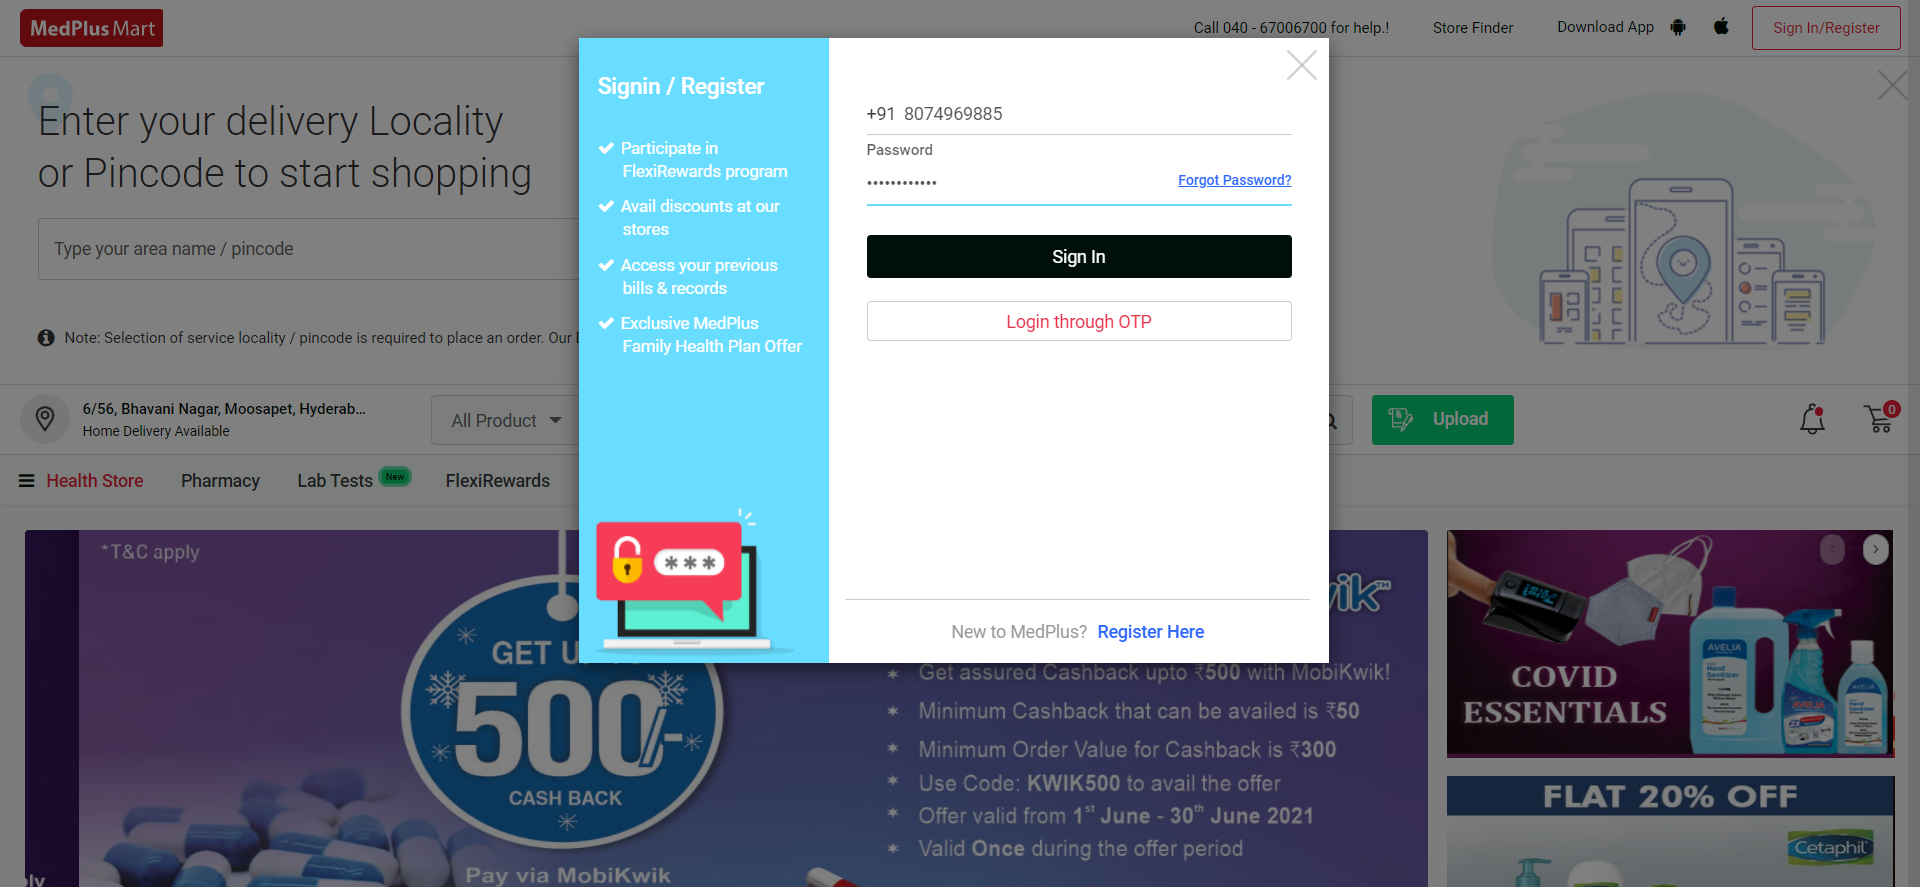 MedPlus Mart
Call 040 - 67006700 for help.!
Store Finder
Download App
Sign In/Register
Enter your delivery Locality
or Pincode to start shopping
Type your area name / pincode
Note: Selection of service locality / pincode is required to place an order. Our
Signin / Register
Participate in
FlexiRewards program
Avail discounts at our
stores
Access your previous
bills & records
Exclusive MedPlus
Family Health Plan Offer
***
+91 8074969885
Password
••••••••••••
Forgot Password?
Sign In
Login through OTP
New to MedPlus? Register Here
6/56, Bhavani Nagar, Moosapet, Hyderab...
Home Delivery Available
All Product
Upload
0
Health Store
Pharmacy
Lab Tests New
FlexiRewards
*T&C apply
GET U
500/-
CASH BACK
Pay via MobiKwik
* Get assured Cashback upto ₹500 with MobiKwik!
* Minimum Cashback that can be availed is ₹50
* Minimum Order Value for Cashback is ₹300
* Use Code: KWIK500 to avail the offer
* Offer valid from 1st June - 30th June 2021
* Valid Once during the offer period
COVID
ESSENTIALS
AVELIA
Hand
Sanitizer
AVELIA
FLAT 20% OFF
Cetaphil